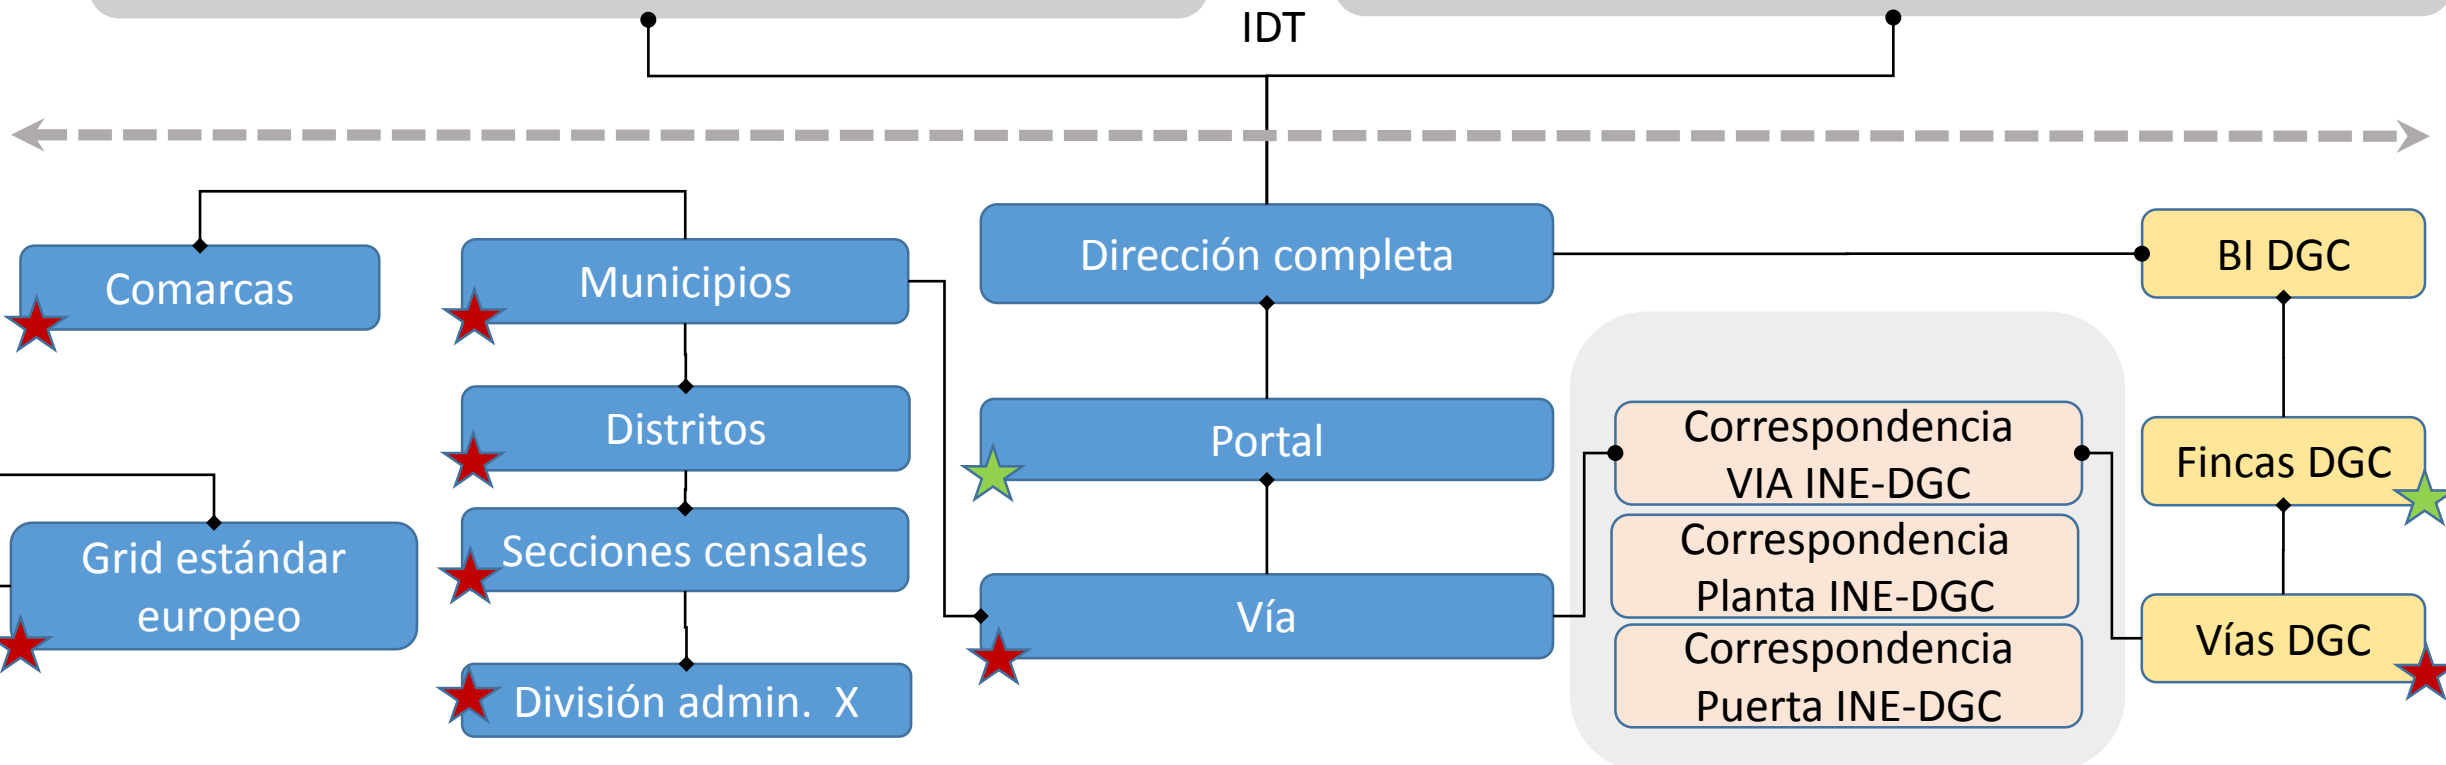 IDT
Comarcas
Municipios
Dirección completa
BI DGC
Distritos
Portal
Correspondencia
VIA INE-DGC
Fincas DGC
Grid estándar
europeo
Secciones censales
Correspondencia
Planta INE-DGC
Vía
Vías DGC
Correspondencia
Puerta INE-DGC
División admin. X